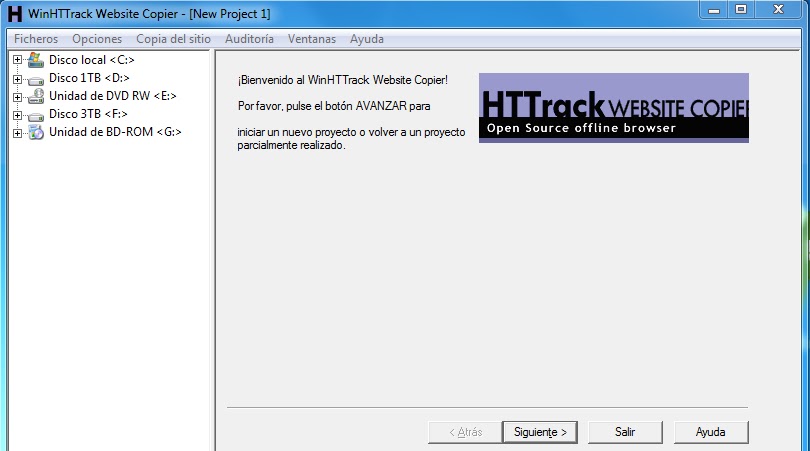 WinHTTrack Website Copier - [New Project 1]
Ficheros Opciones Copia del sitio Auditoría Ventanas Ayuda
Disco local <C:>
Disco 1TB <D:>
Unidad de DVD RW <E:>
Disco 3TB <F:>
Unidad de BD-ROM <G:>
¡Bienvenido al WinHTTrack Website Copier!
Por favor, pulse el botón AVANZAR para
iniciar un nuevo proyecto o volver a un proyecto
parcialmente realizado.
HTTrack WEBSITE COPIER
Open Source offline browser
< Atrás Siguiente > Salir Ayuda